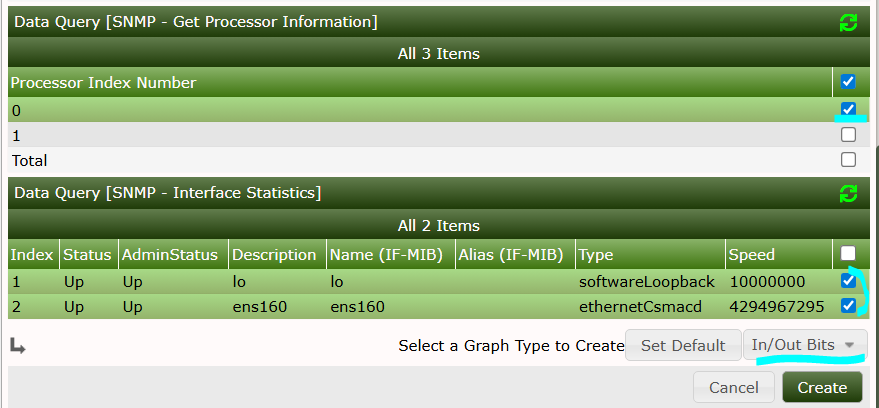 Data Query [SNMP - Get Processor Information]
All 3 Items
Processor Index Number
0
1
Total
Data Query [SNMP - Interface Statistics]
All 2 Items
Index Status AdminStatus Description Name (IF-MIB) Alias (IF-MIB) Type Speed
1 Up Up lo lo softwareLoopback 10000000
2 Up Up ens160 ens160 ethernetCsmacd 4294967295
Select a Graph Type to Create Set Default In/Out Bits
Cancel Create